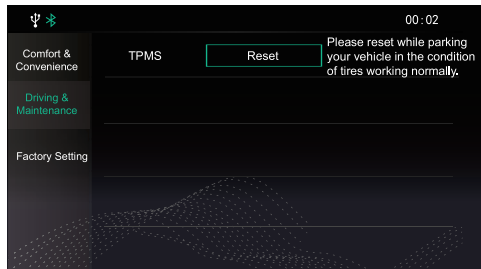 00:02
Comfort &
Convenience
TPMS
Reset
Please reset while parking
your vehicle in the condition
of tires working normally.
Driving &
Maintenance
Factory Setting